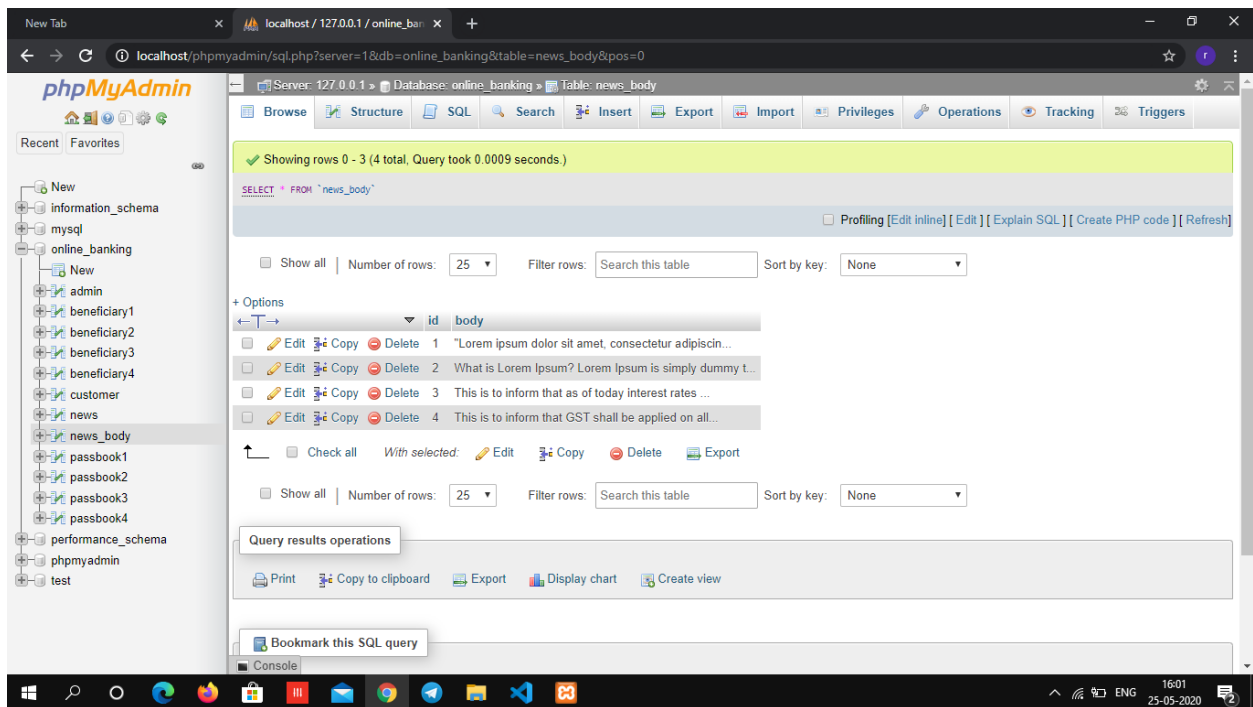 New Tab
localhost / 127.0.0.1 / online_ban
localhost/phpmyadmin/sql.php?server=1&db=online_banking&table=news_body&pos=0
r
phpMyAdmin
Recent Favorites
New
information_schema
mysql
online_banking
New
admin
beneficiary1
beneficiary2
beneficiary3
beneficiary4
customer
news
news_body
passbook1
passbook2
passbook3
passbook4
performance_schema
phpmyadmin
test
Server: 127.0.0.1 » Database: online_banking » Table: news_body
Browse Structure SQL Search Insert Export Import Privileges Operations Tracking Triggers
Showing rows 0 - 3 (4 total, Query took 0.0009 seconds.)
SELECT * FROM `news_body`
Profiling [Edit inline] [ Edit ] [ Explain SQL ] [ Create PHP code ] [ Refresh]
Show all | Number of rows: 25 Filter rows: Search this table Sort by key: None
+ Options
←T→ id body
Edit Copy Delete 1 "Lorem ipsum dolor sit amet, consectetur adipiscin...
Edit Copy Delete 2 What is Lorem Ipsum? Lorem Ipsum is simply dummy t...
Edit Copy Delete 3 This is to inform that as of today interest rates ...
Edit Copy Delete 4 This is to inform that GST shall be applied on all...
Check all With selected: Edit Copy Delete Export
Show all | Number of rows: 25 Filter rows: Search this table Sort by key: None
Query results operations
Print Copy to clipboard Export Display chart Create view
Bookmark this SQL query
Console
ENG
16:01
25-05-2020
2